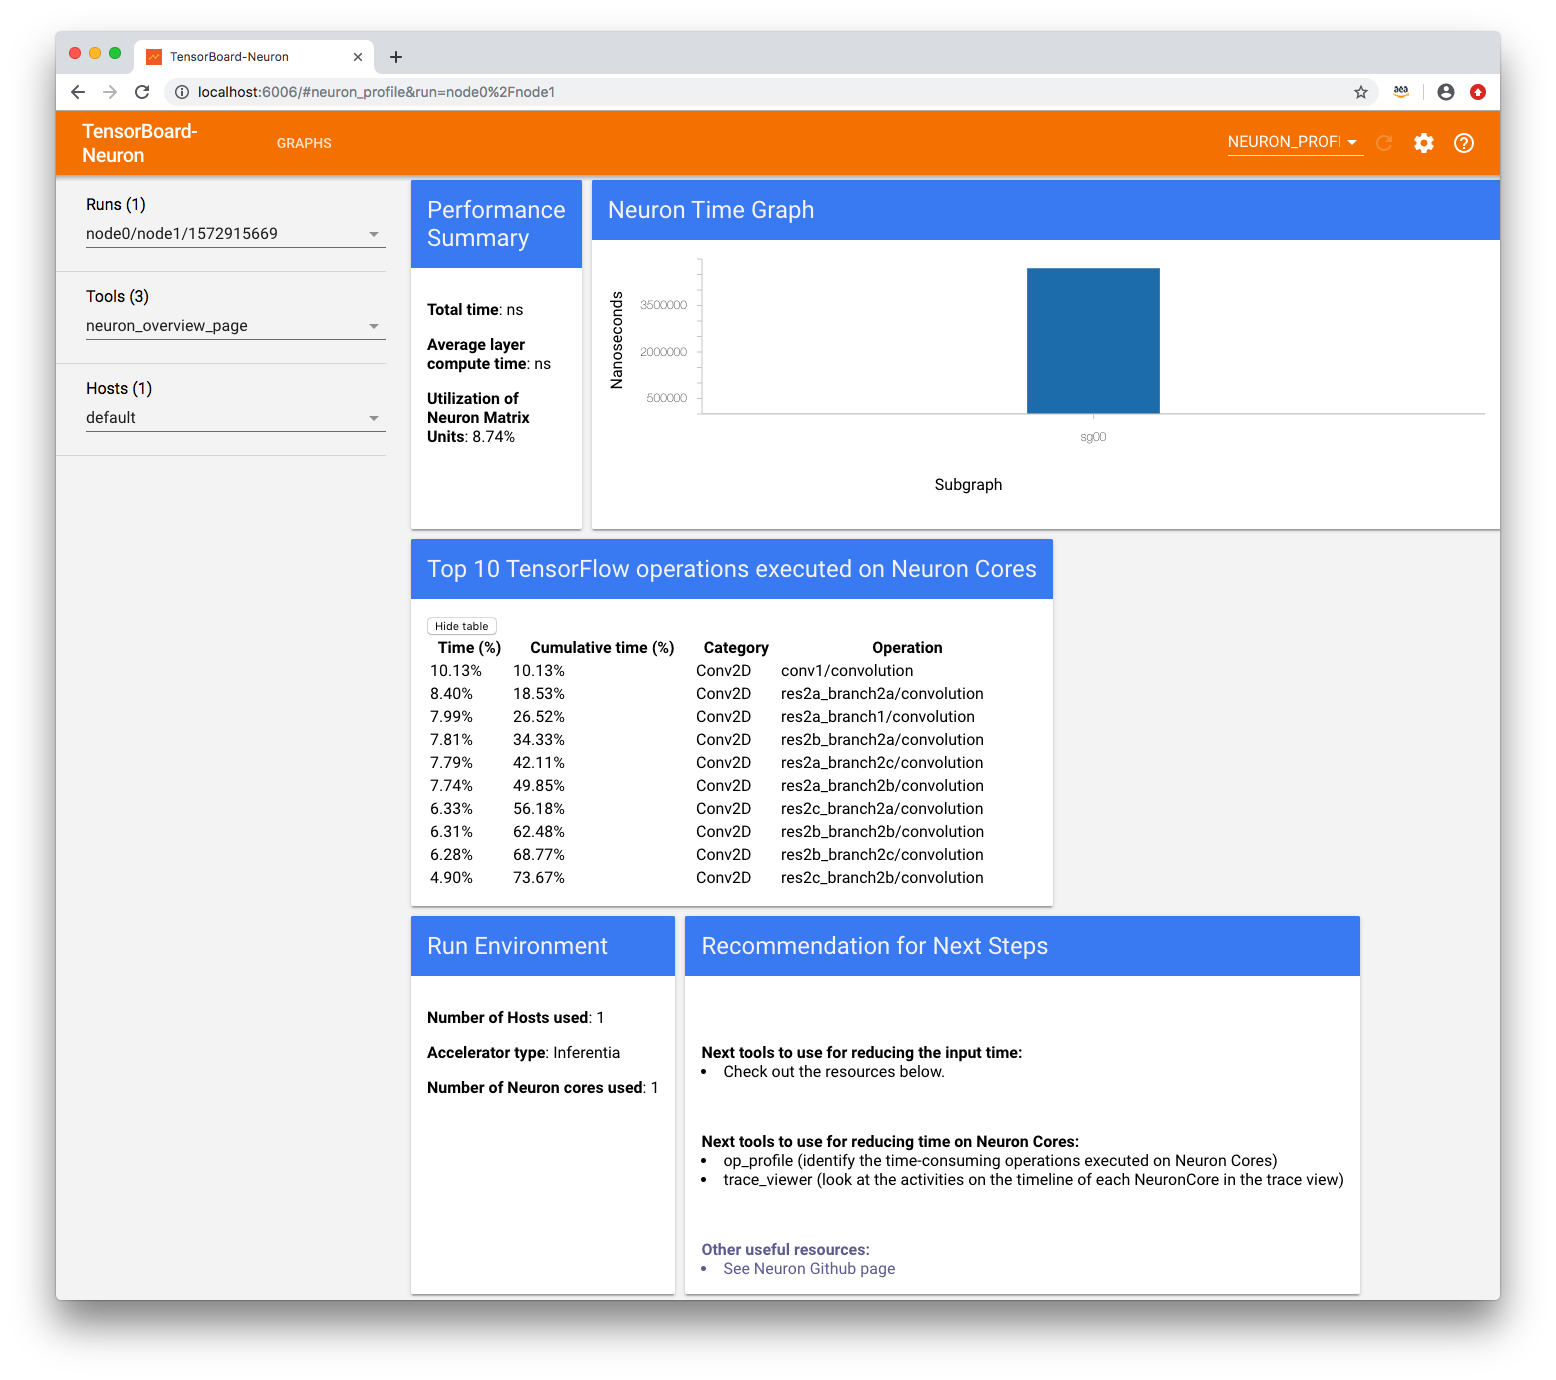 TensorBoard-Neuron
localhost:6006/#neuron_profile&run=node0%2Fnode1
TensorBoard-
Neuron
GRAPHS
NEURON_PROFI
Runs (1)
node0/node1/1572915669
Tools (3)
neuron_overview_page
Hosts (1)
default
Performance
Summary
Total time: ns
Average layer
compute time: ns
Utilization of
Neuron Matrix
Units: 8.74%
Neuron Time Graph
Nanoseconds
3500000
2000000
500000
sg00
Subgraph
Top 10 TensorFlow operations executed on Neuron Cores
Hide table
Time (%) Cumulative time (%) Category Operation
10.13% 10.13% Conv2D conv1/convolution
8.40% 18.53% Conv2D res2a_branch2a/convolution
7.99% 26.52% Conv2D res2a_branch1/convolution
7.81% 34.33% Conv2D res2b_branch2a/convolution
7.79% 42.11% Conv2D res2a_branch2c/convolution
7.74% 49.85% Conv2D res2a_branch2b/convolution
6.33% 56.18% Conv2D res2c_branch2a/convolution
6.31% 62.48% Conv2D res2b_branch2b/convolution
6.28% 68.77% Conv2D res2b_branch2c/convolution
4.90% 73.67% Conv2D res2c_branch2b/convolution
Run Environment
Number of Hosts used: 1
Accelerator type: Inferentia
Number of Neuron cores used: 1
Recommendation for Next Steps
Next tools to use for reducing the input time:
• Check out the resources below.
Next tools to use for reducing time on Neuron Cores:
• op_profile (identify the time-consuming operations executed on Neuron Cores)
• trace_viewer (look at the activities on the timeline of each NeuronCore in the trace view)
Other useful resources:
• See Neuron Github page